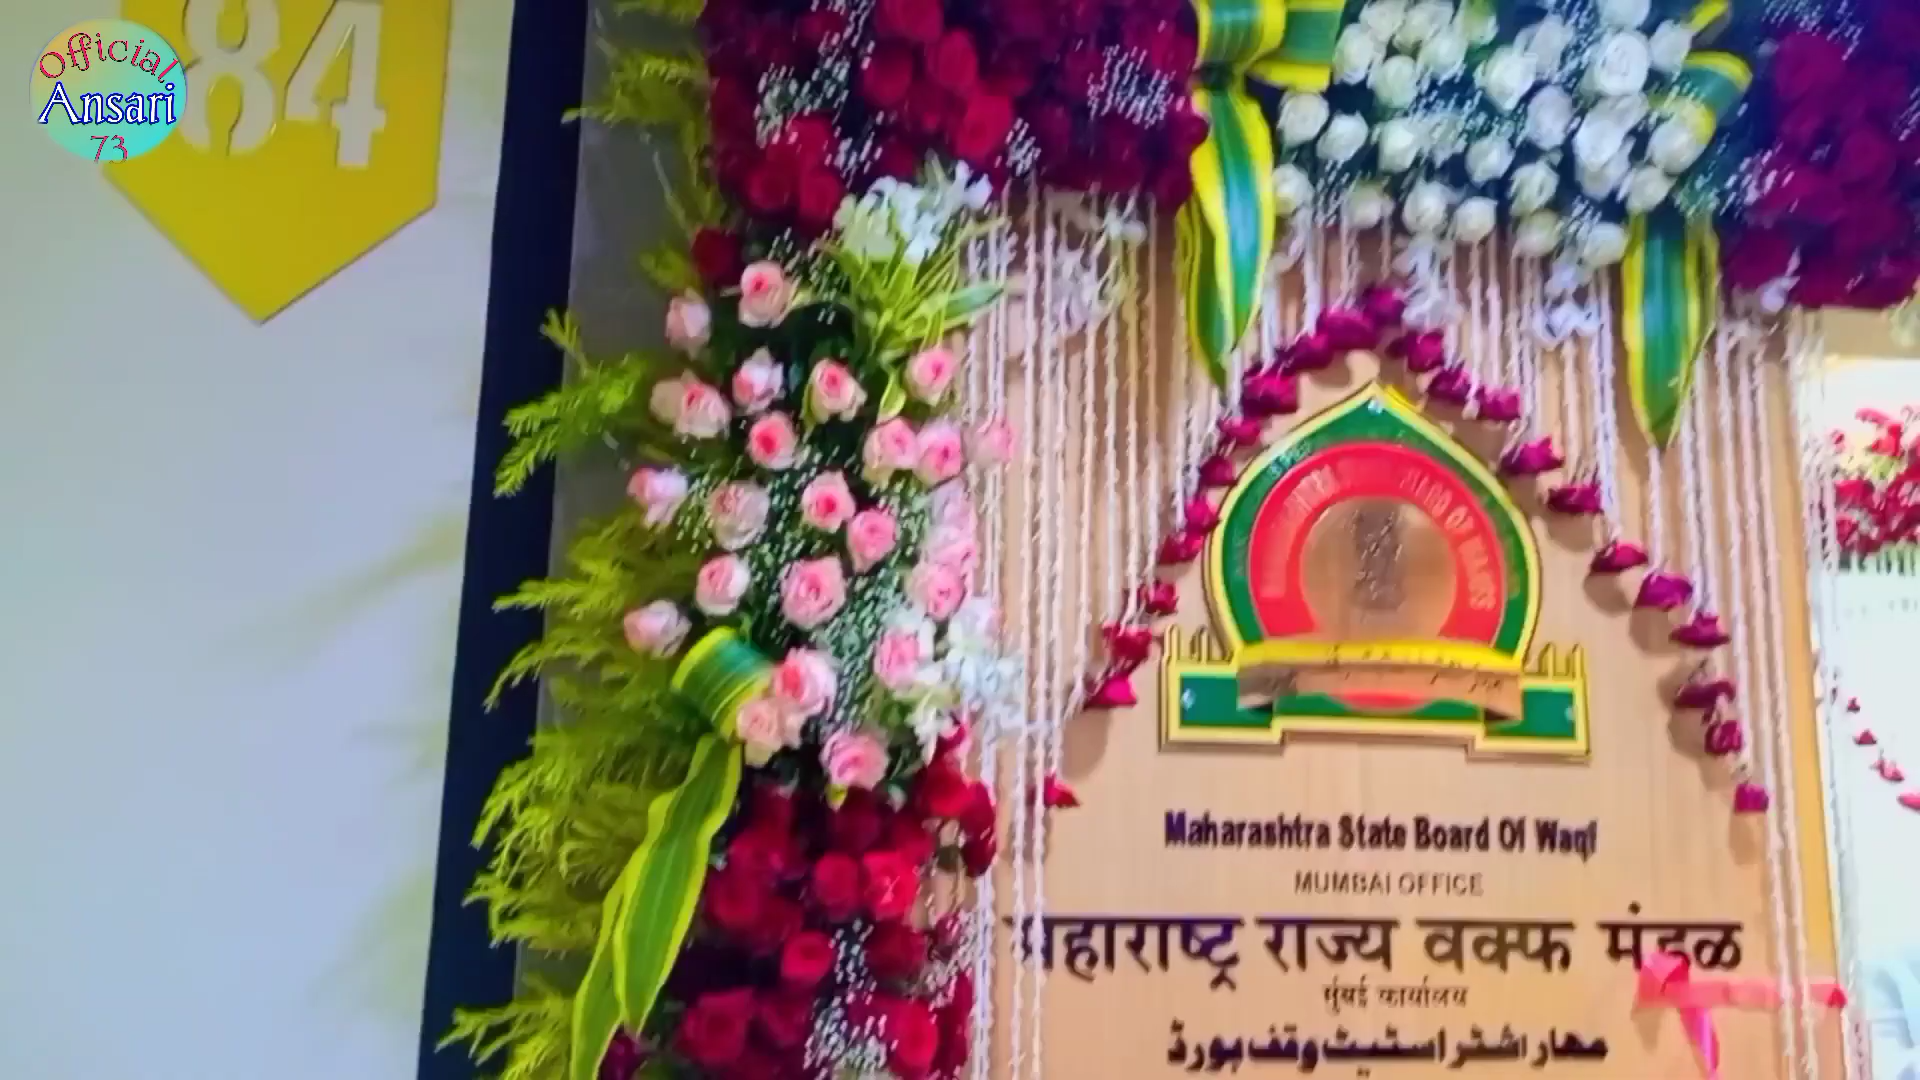 Official
Ansari
73
84
Maharashtra State Board Of Waqf
MUMBAI OFFICE
महाराष्ट्र राज्य वक्फ मंडळ
मुंबई कार्यालय
مهاراشٹر اسٹیٹ وقف بورڈ